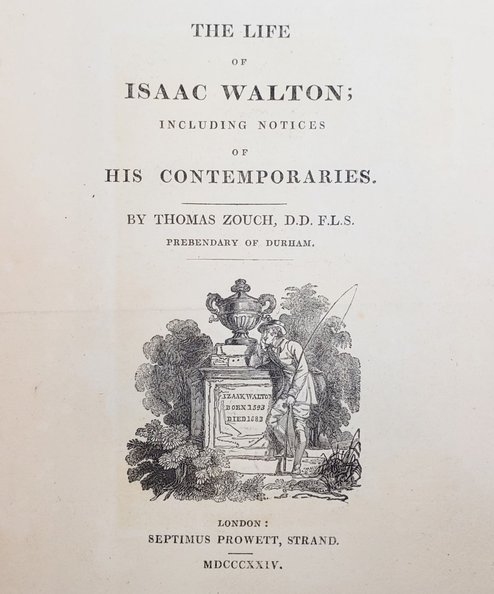 THE LIFE
OF
ISAAC WALTON;
INCLUDING NOTICES
OF
HIS CONTEMPORARIES.
BY THOMAS ZOUCH, D.D. F.L.S.
PREBENDARY OF DURHAM.
IZAAK WALTON
BORN 1593
DIED 1683
LONDON:
SEPTIMUS PROWETT, STRAND.
MDCCCXXIV.